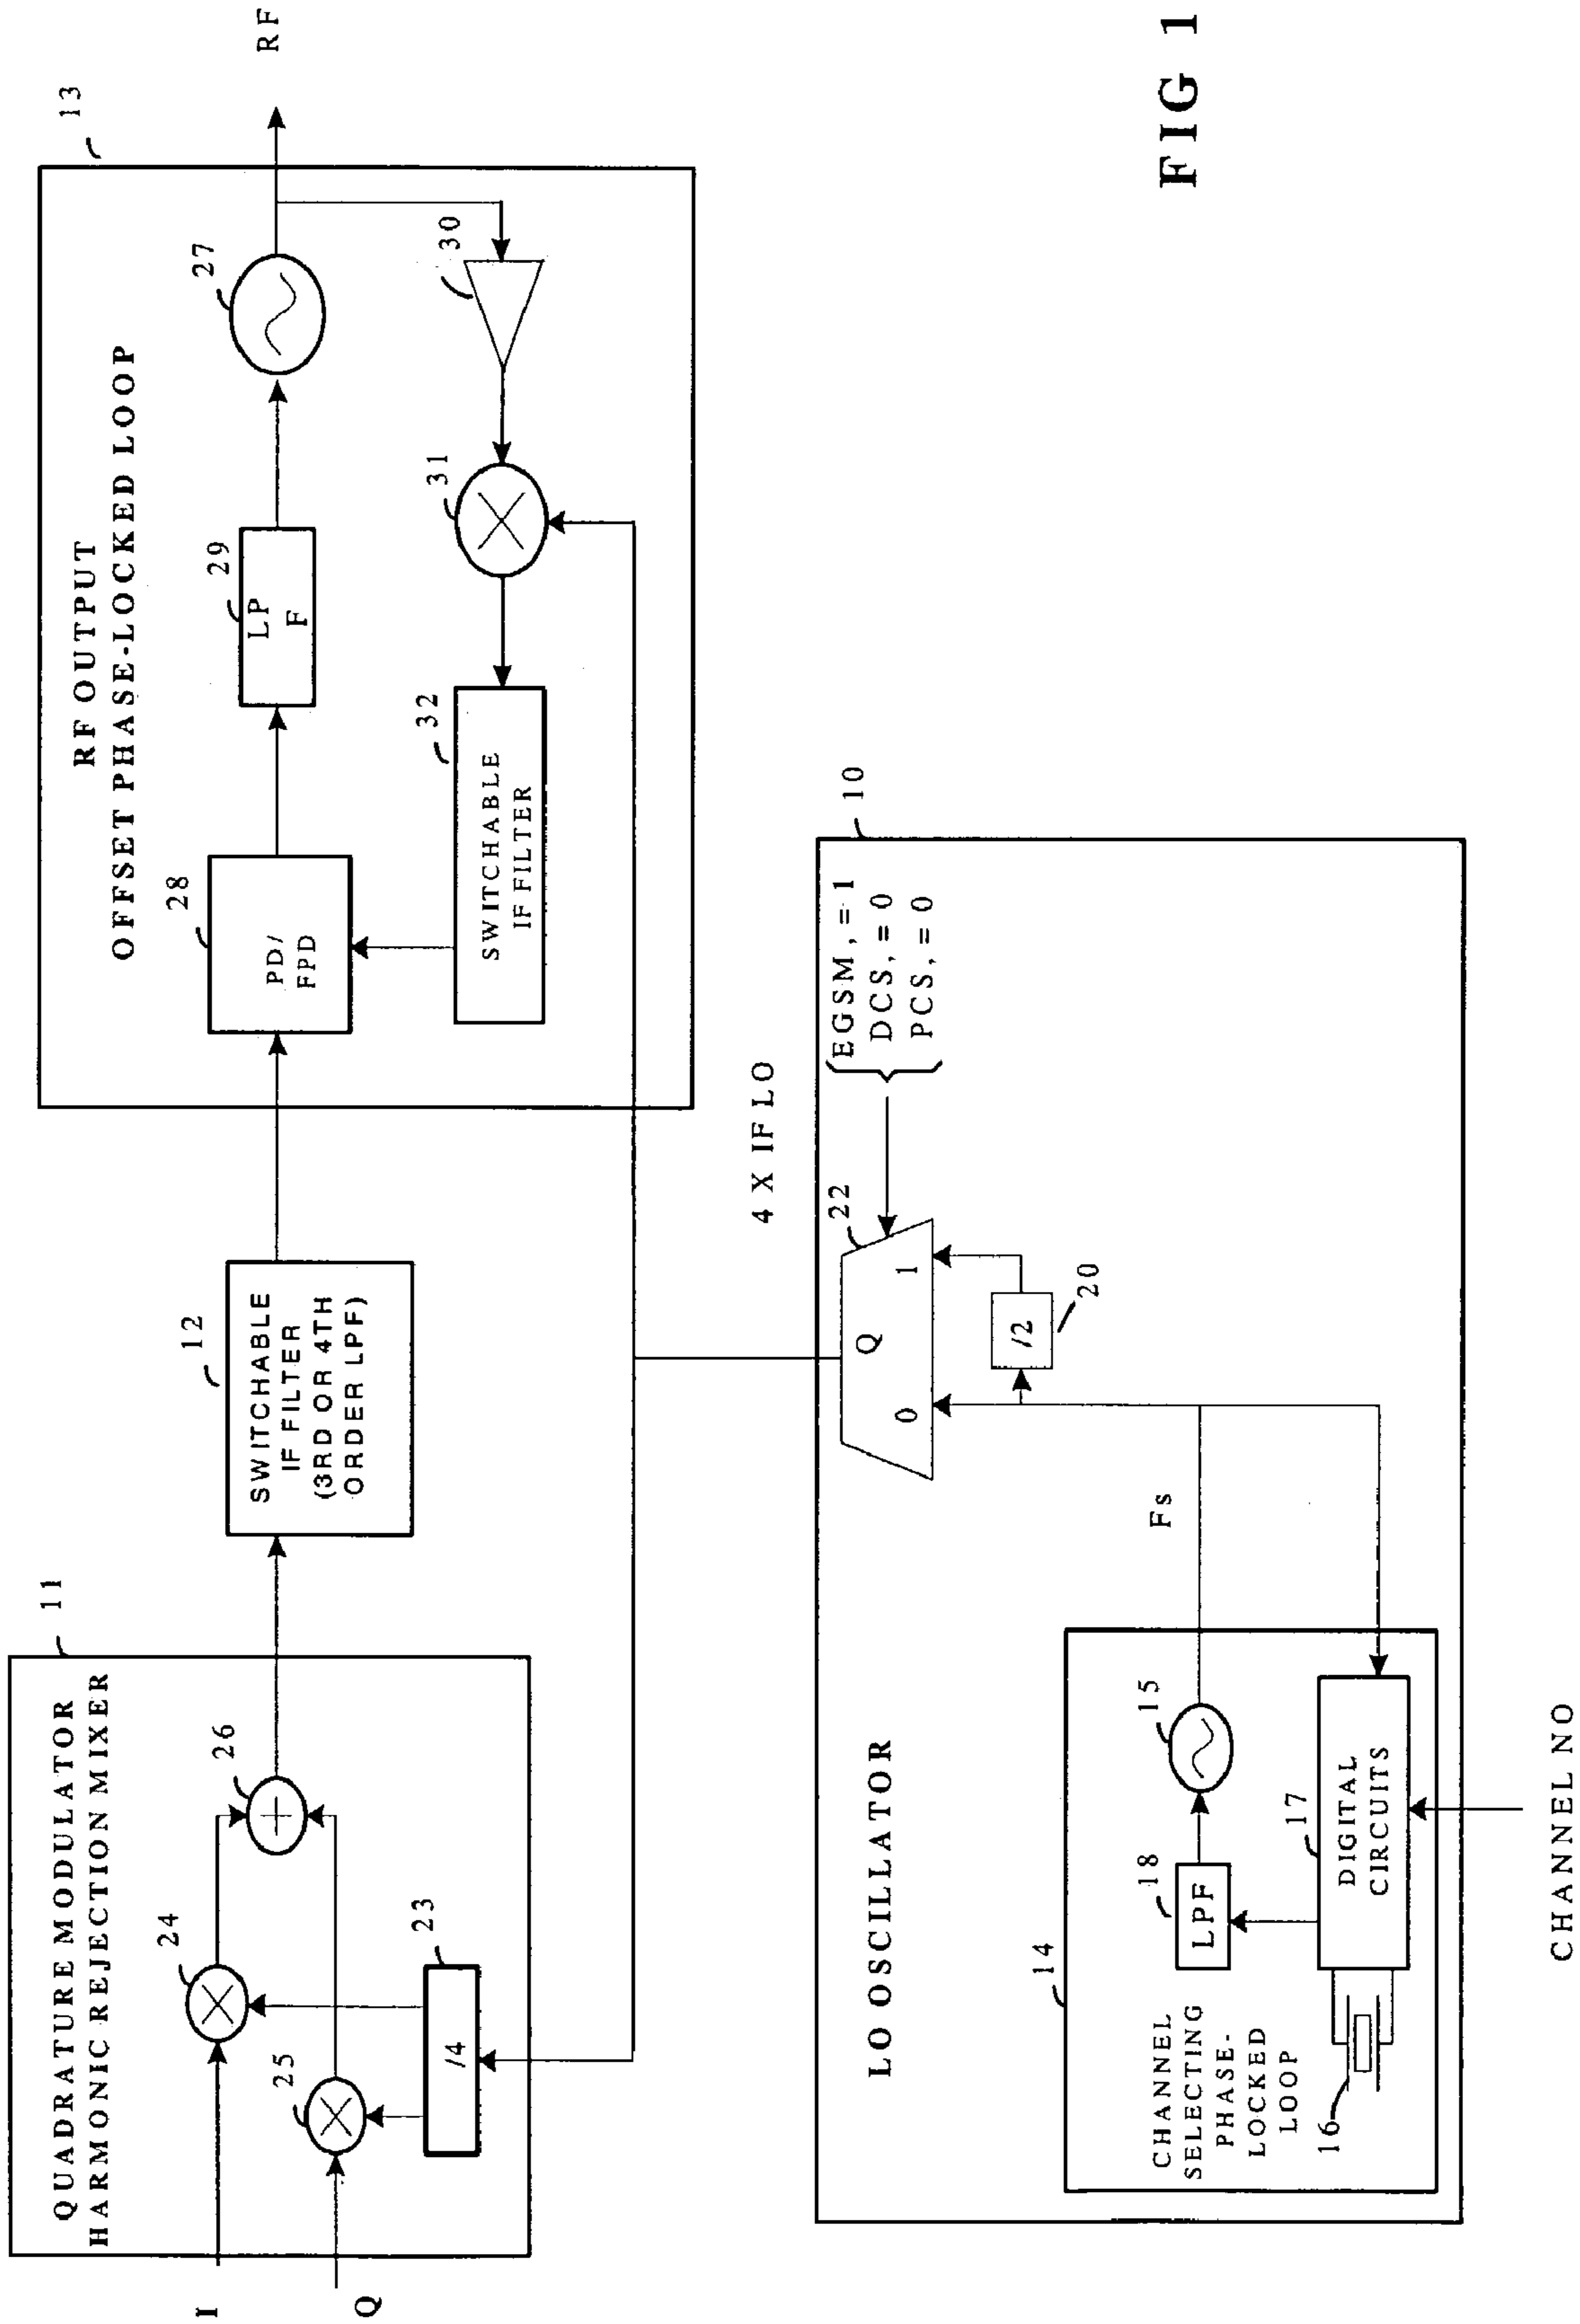 QUADRATURE MODULATOR
HARMONIC REJECTION MIXER
11
I
Q
24
25
26
23
/4
12
SWITCHABLE
IF FILTER
(3RD OR 4TH
ORDER LPF)
RF OUTPUT
OFFSET PHASE-LOCKED LOOP
13
28
PD/
FPD
29
LP
F
27
RF
30
31
32
SWITCHABLE
IF FILTER
4 X IF LO
LO OSCILLATOR
10
14
CHANNEL
SELECTING
PHASE-
LOCKED
LOOP
16
18
LPF
15
17
DIGITAL
CIRCUITS
CHANNEL NO
Fs
22
Q
0
1
/2
20
EGSM, = 1
DCS, = 0
PCS, = 0
FIG 1